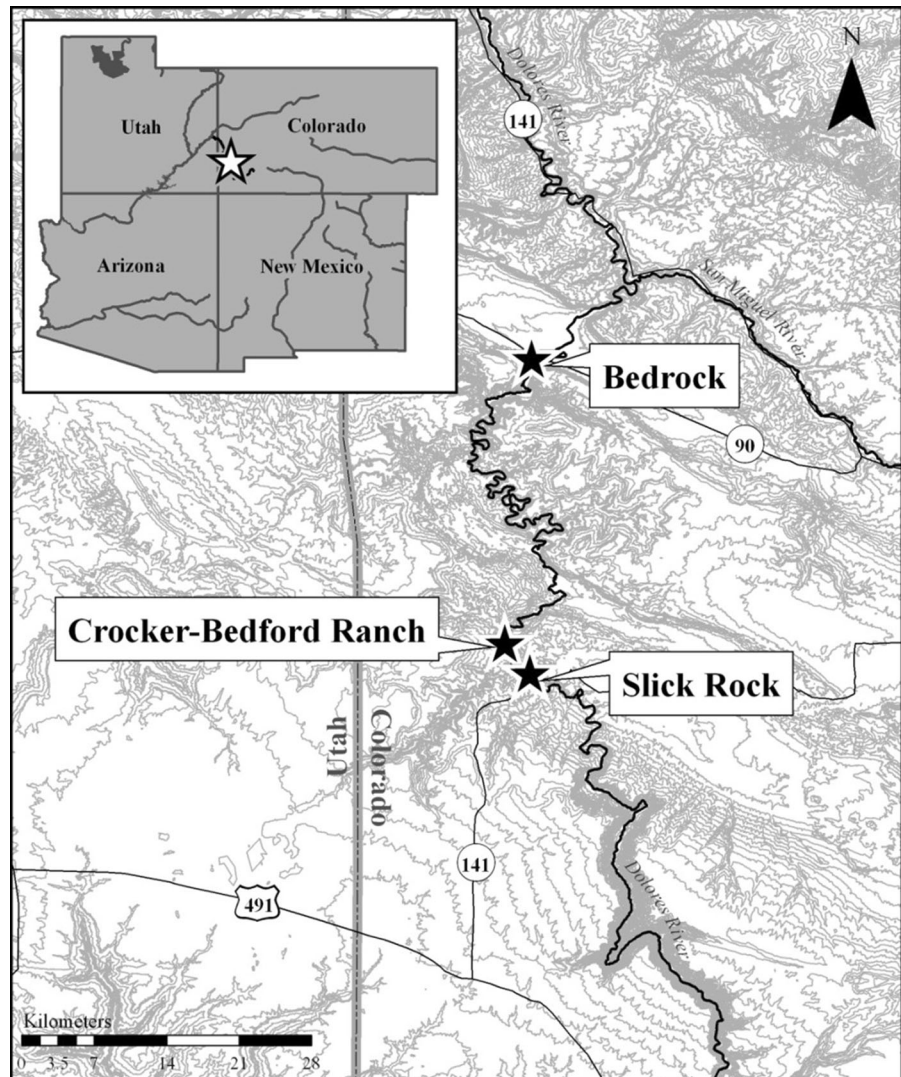 N
Utah
Colorado
Arizona
New Mexico
Dolores River
141
San Miguel River
Bedrock
90
Crocker-Bedford Ranch
Slick Rock
Utah
Colorado
141
491
Dolores River
Kilometers
0 3.5 7 14 21 28